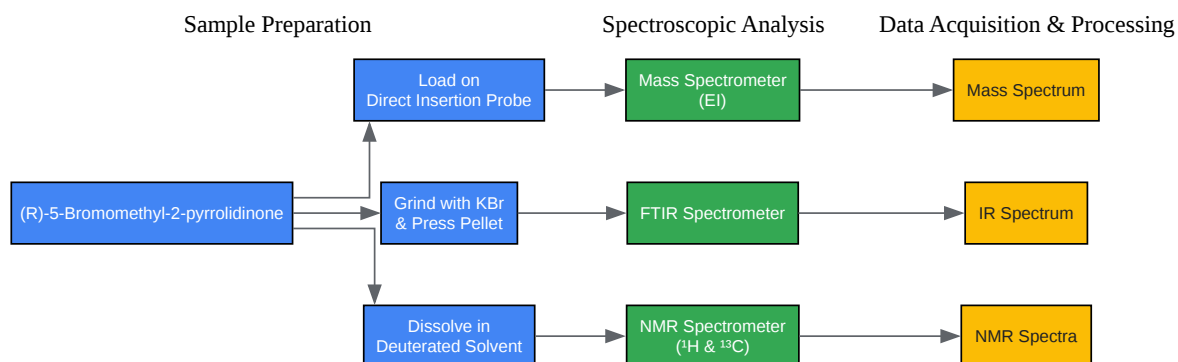 Sample Preparation
Spectroscopic Analysis
Data Acquisition & Processing
Load on
Direct Insertion Probe
Mass Spectrometer
(EI)
Mass Spectrum
(R)-5-Bromomethyl-2-pyrrolidinone
Grind with KBr
& Press Pellet
FTIR Spectrometer
IR Spectrum
Dissolve in
Deuterated Solvent
NMR Spectrometer
(¹H & ¹³C)
NMR Spectra